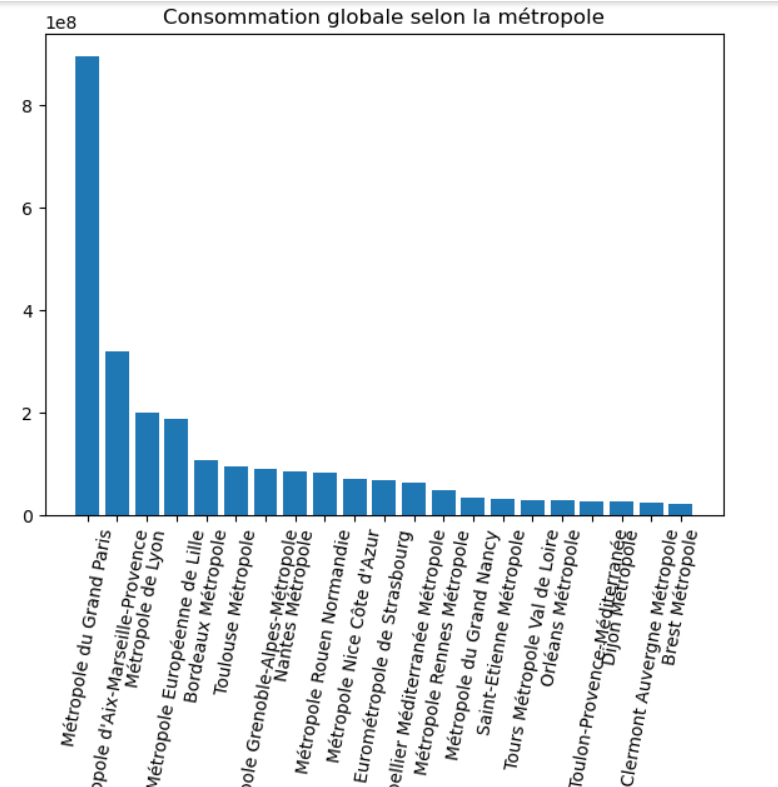 Consommation globale selon la métropole
1e8
8
6
4
2
0
Métropole du Grand Paris
opole d'Aix-Marseille-Provence
Métropole de Lyon
Métropole Européenne de Lille
Bordeaux Métropole
Toulouse Métropole
pole Grenoble-Alpes-Métropole
Nantes Métropole
Métropole Rouen Normandie
Métropole Nice Côte d'Azur
Eurométropole de Strasbourg
pellier Méditerranée Métropole
Métropole Rennes Métropole
Métropole du Grand Nancy
Saint-Etienne Métropole
Tours Métropole Val de Loire
Orléans Métropole
Toulon-Provence-Méditerranée
Dijon Métropole
Clermont Auvergne Métropole
Brest Métropole